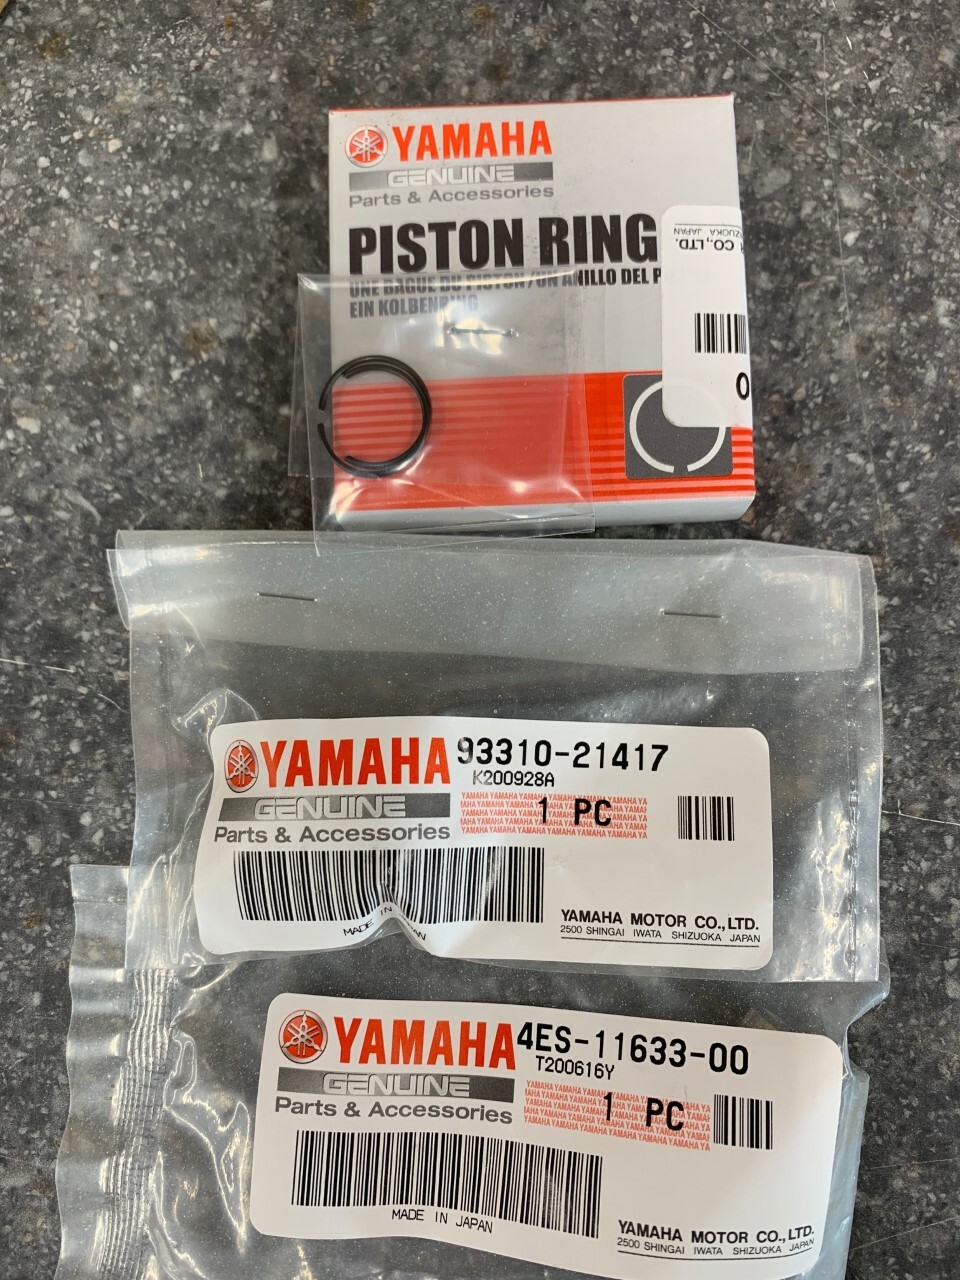 YAMAHA
GENUINE
Parts & Accessories
PISTON RING
UNE BAGUE DU PISTON/UN ANILLO DEL P
EIN KOLBENRING
CO.,LTD.
ZUOKA JAPAN
0
YAMAHA 93310-21417
K200928A
GENUINE
1 PC
Parts & Accessories
MADE IN JAPAN
YAMAHA MOTOR CO.,LTD.
2500 SHINGAI IWATA SHIZUOKA JAPAN
YAMAHA 4ES-11633-00
T200616Y
GENUINE
1 PC
Parts & Accessories
MADE IN JAPAN
YAMAHA MOTOR CO.,LTD.
2500 SHINGAI IWATA SHIZUOKA JAPAN